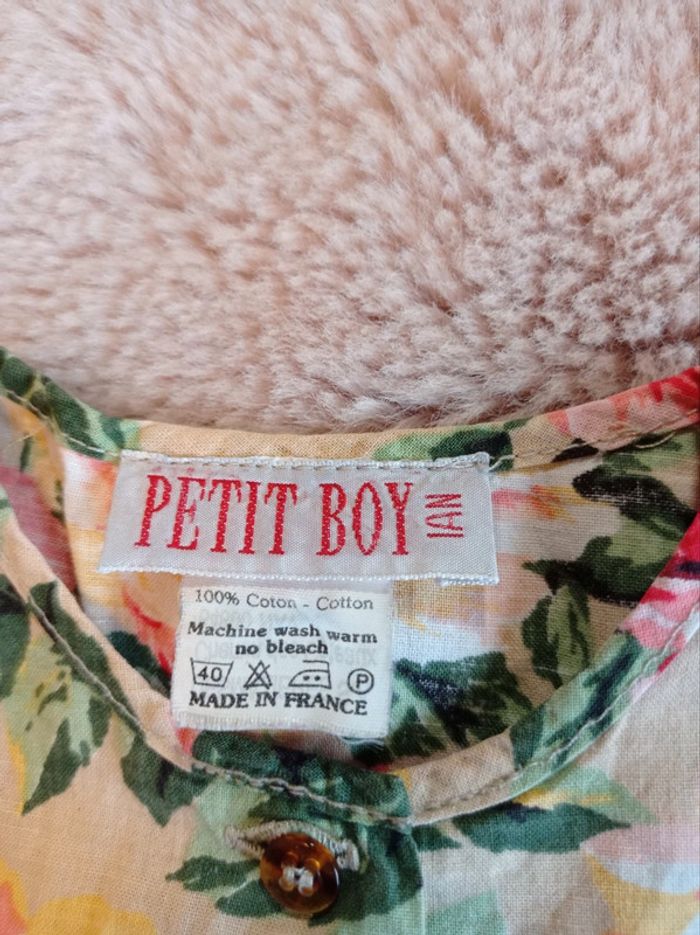 PETIT BOY
1AN
100% Coton - Cotton
Machine wash warm
no bleach
40 P
MADE IN FRANCE